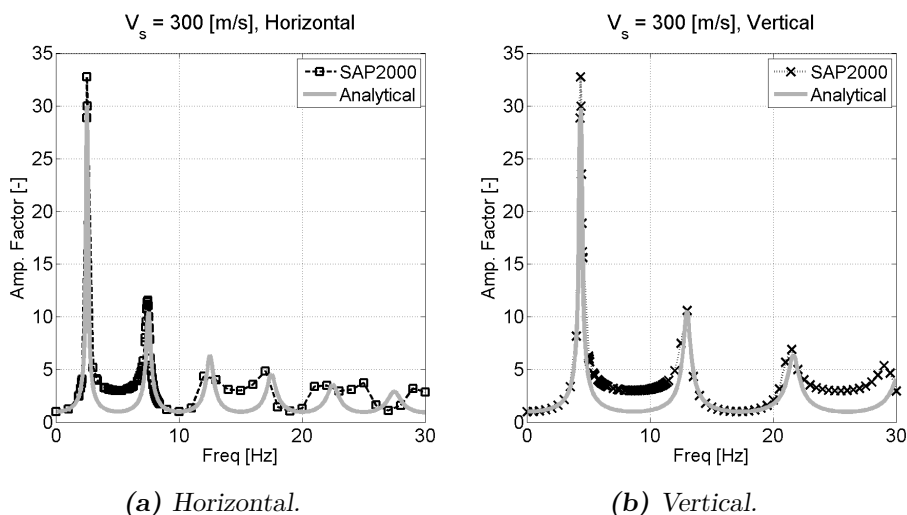 V_s = 300 [m/s], Horizontal
35
30
25
20
15
10
5
0
Amp. Factor [-]
SAP2000
Analytical
0 10 20 30
Freq [Hz]
(a) Horizontal.
V_s = 300 [m/s], Vertical
35
30
25
20
15
10
5
0
Amp. Factor [-]
SAP2000
Analytical
0 10 20 30
Freq [Hz]
(b) Vertical.